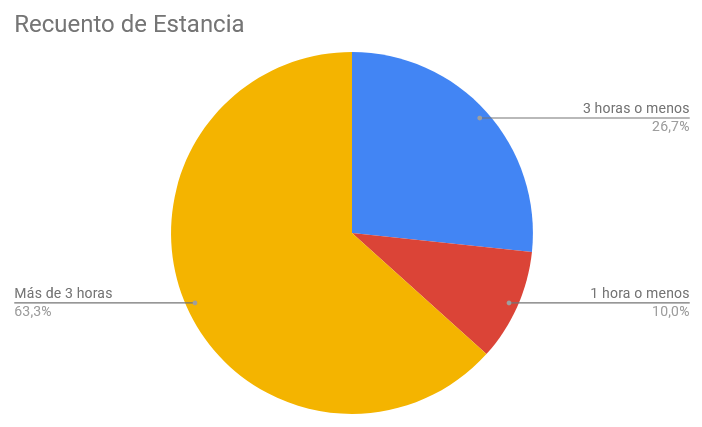 Recuento de Estancia
3 horas o menos
26,7%
Más de 3 horas
63,3%
1 hora o menos
10,0%